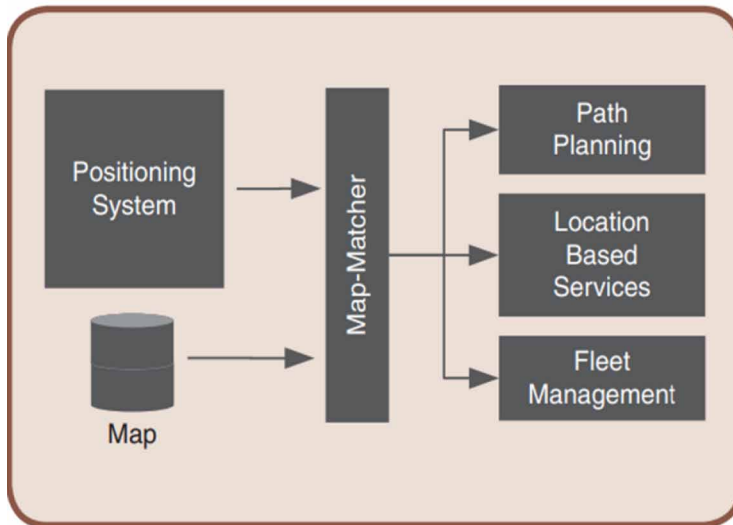 Positioning
System
Map
Map-Matcher
Path
Planning
Location
Based
Services
Fleet
Management